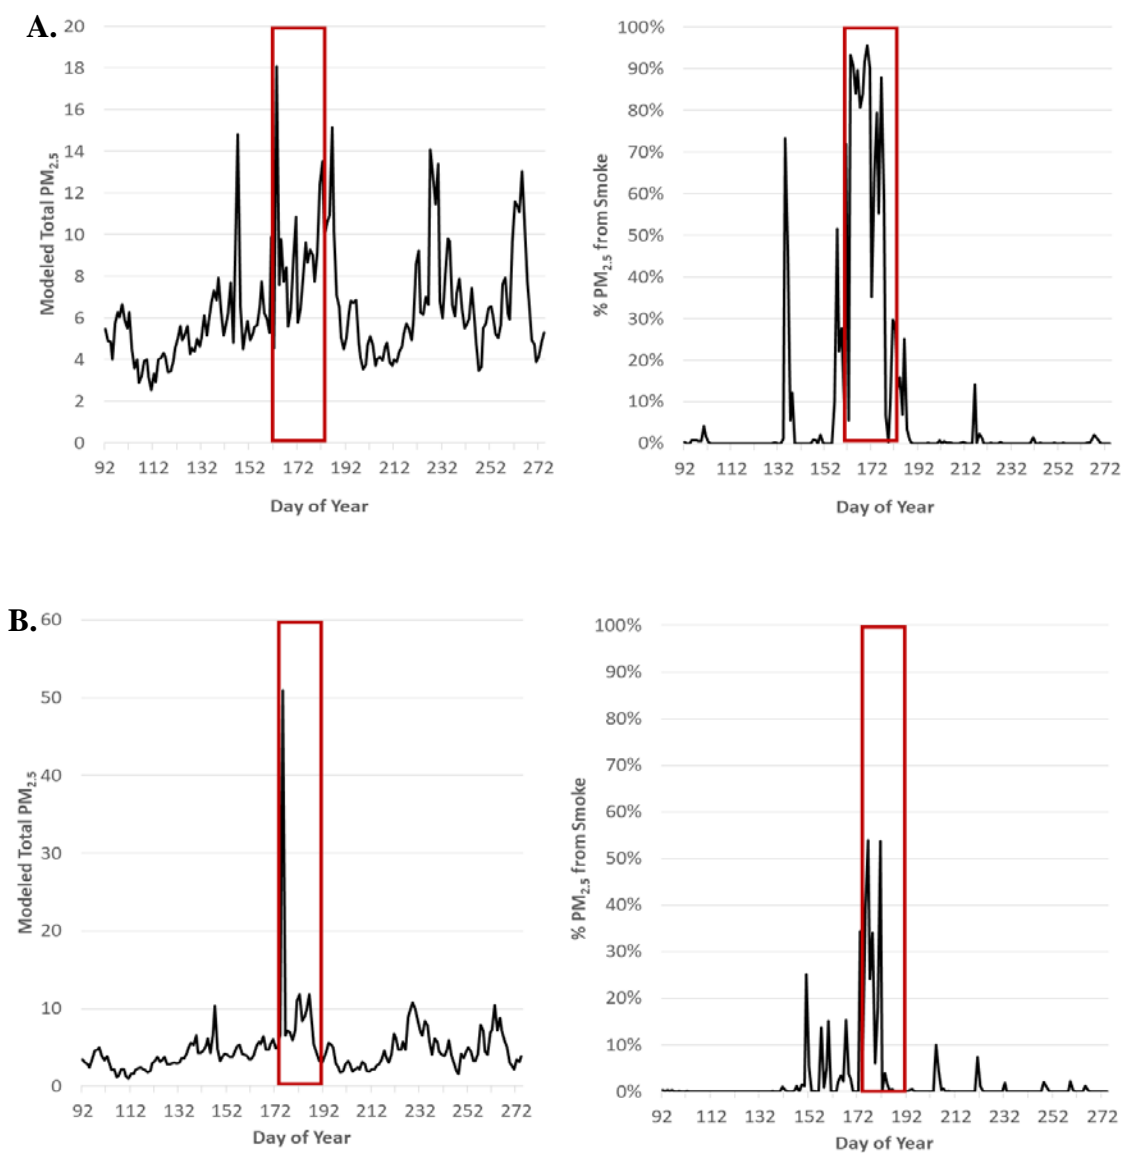 A.
20
18
16
14
12
10
8
6
4
2
0
Modeled Total PM2.5
92 112 132 152 172 192 212 232 252 272
Day of Year
100%
90%
80%
70%
60%
50%
40%
30%
20%
10%
0%
% PM2.5 from Smoke
92 112 132 152 172 192 212 232 252 272
Day of Year
B.
60
50
40
30
20
10
0
Modeled Total PM2.5
92 112 132 152 172 192 212 232 252 272
Day of Year
100%
90%
80%
70%
60%
50%
40%
30%
20%
10%
0%
% PM2.5 from Smoke
92 112 132 152 172 192 212 232 252 272
Day of Year